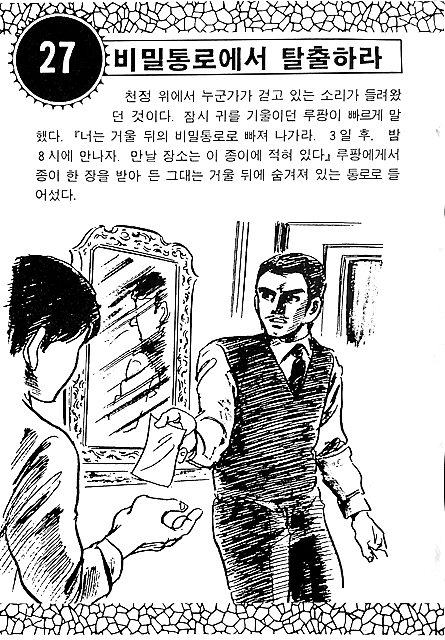 27
비밀통로에서 탈출하라
천정 위에서 누군가가 걷고 있는 소리가 들려왔
던 것이다. 잠시 귀를 기울이던 루팡이 빠르게 말
했다. 『너는 거울 뒤의 비밀통로로 빠져 나가라. 3일 후, 밤
8시에 만나자. 만날 장소는 이 종이에 적혀 있다』 루팡에게서
종이 한 장을 받아 든 그대는 거울 뒤에 숨겨져 있는 통로로 들
어섰다.